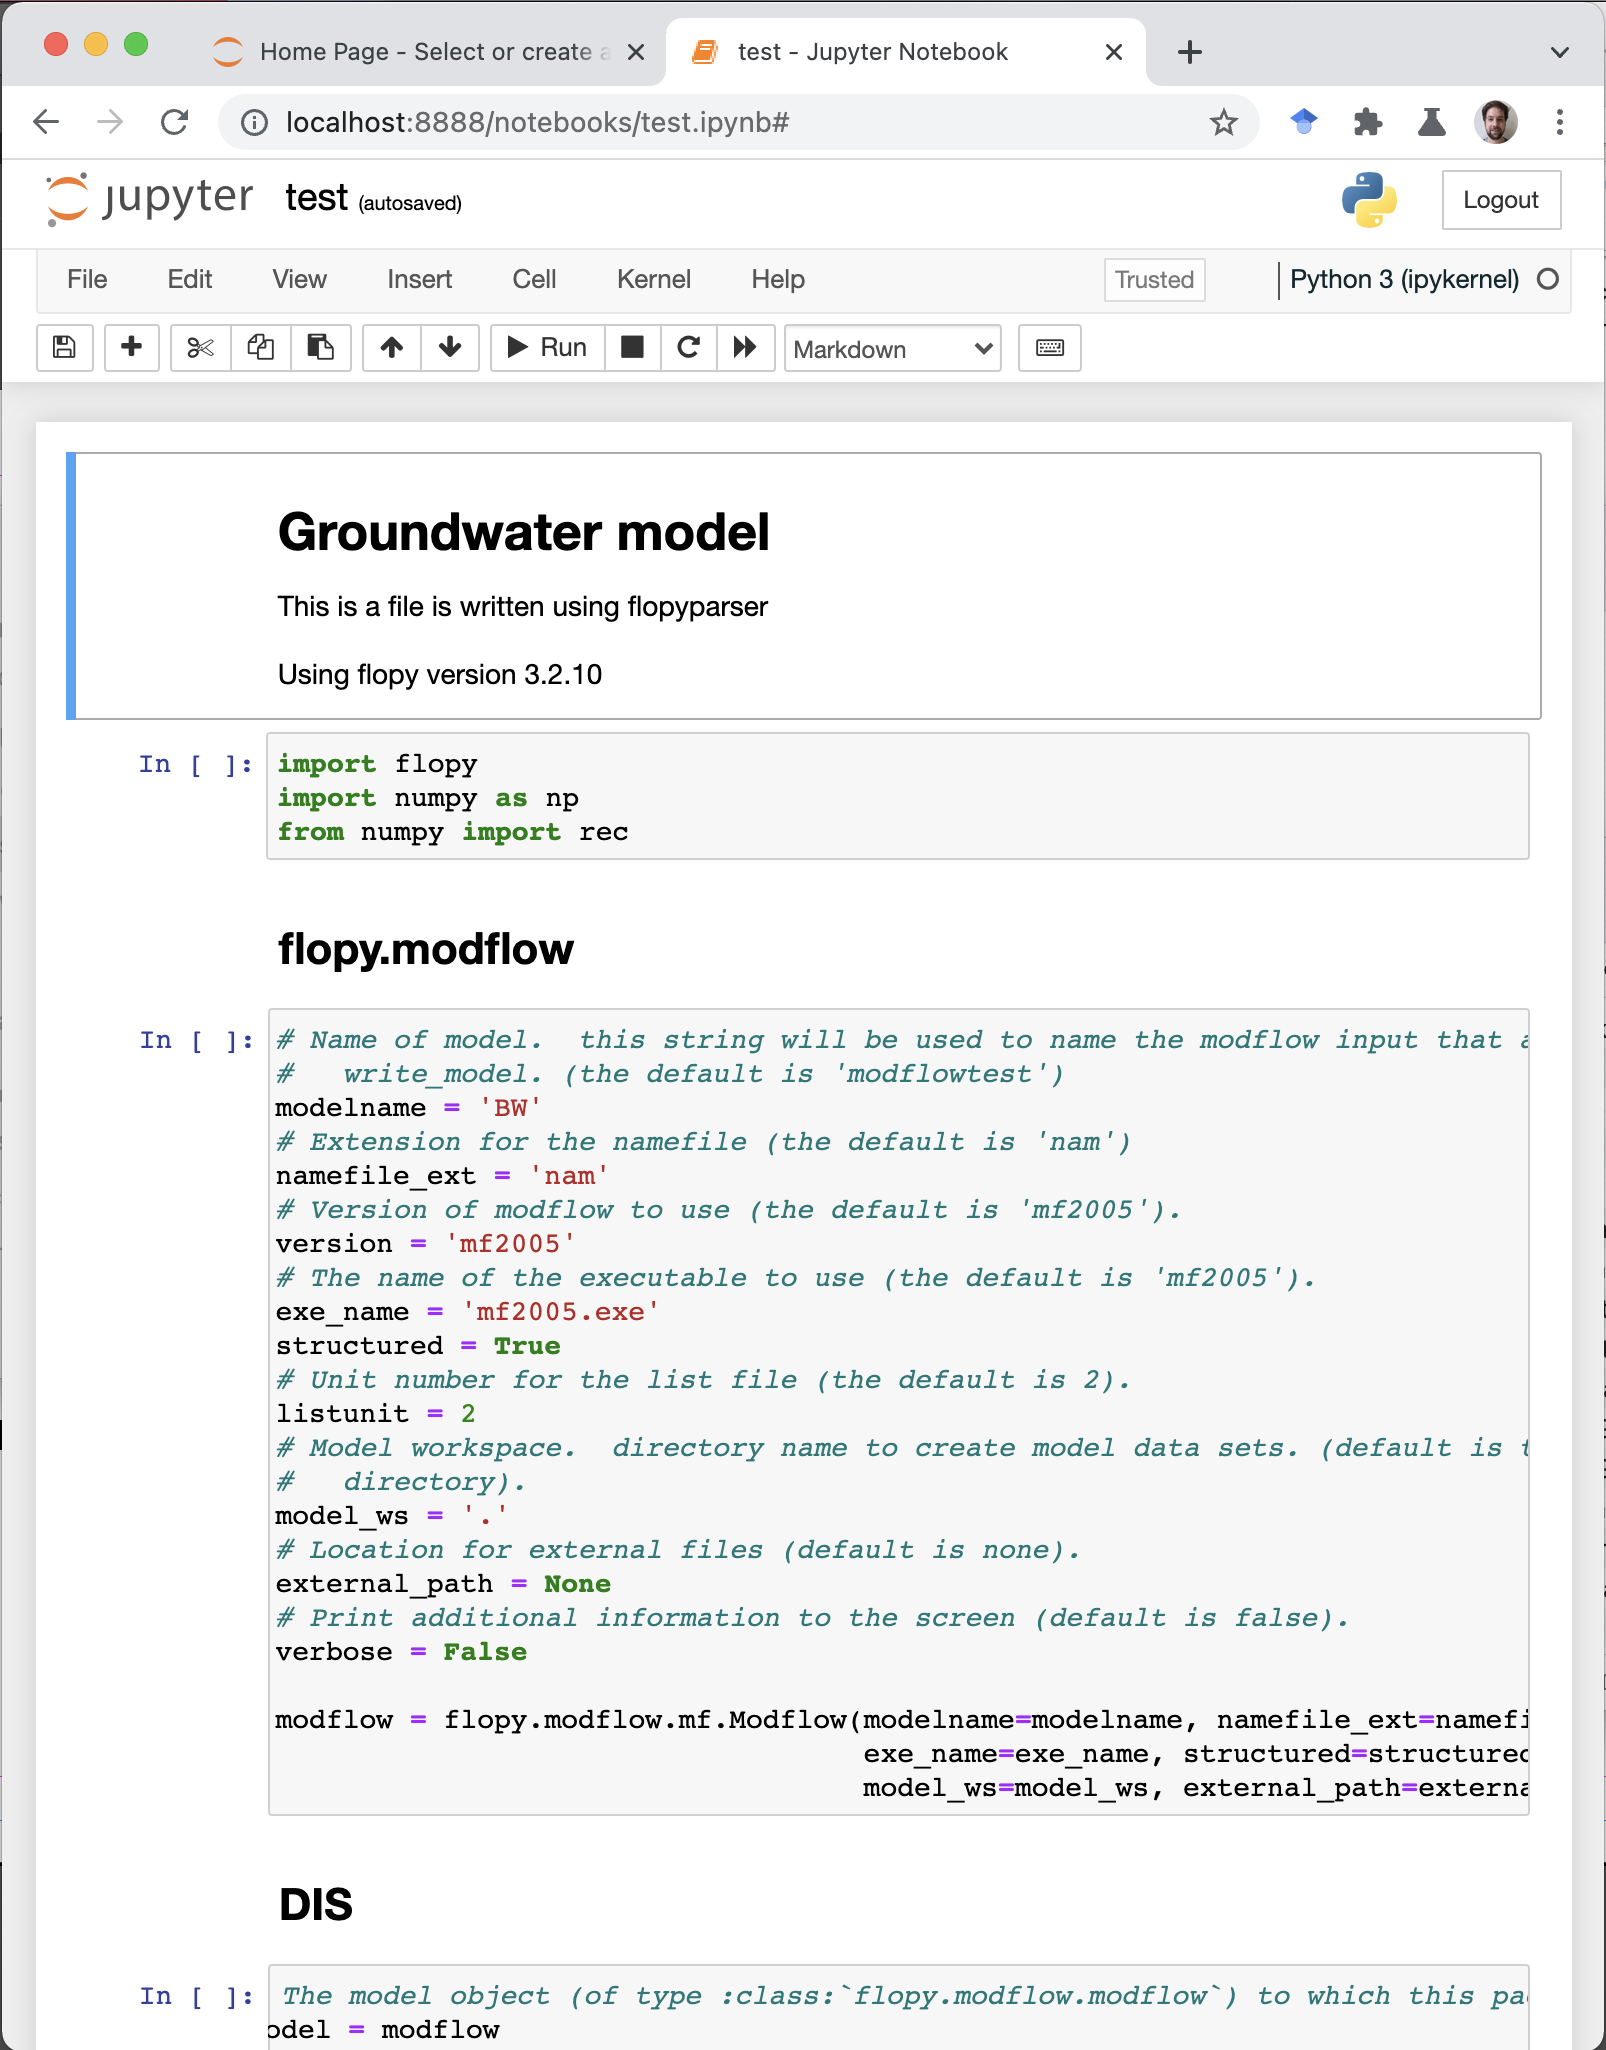 Home Page - Select or create a
test - Jupyter Notebook
localhost:8888/notebooks/test.ipynb#
jupyter test (autosaved)
Logout
File Edit View Insert Cell Kernel Help Trusted Python 3 (ipykernel)
Run Markdown
Groundwater model
This is a file is written using flopyparser
Using flopy version 3.2.10
In [ ]: import flopy
import numpy as np
from numpy import rec
flopy.modflow
In [ ]: # Name of model.  this string will be used to name the modflow input that a
#   write_model. (the default is 'modflowtest')
modelname = 'BW'
# Extension for the namefile (the default is 'nam')
namefile_ext = 'nam'
# Version of modflow to use (the default is 'mf2005').
version = 'mf2005'
# The name of the executable to use (the default is 'mf2005').
exe_name = 'mf2005.exe'
structured = True
# Unit number for the list file (the default is 2).
listunit = 2
# Model workspace.  directory name to create model data sets. (default is t
#   directory).
model_ws = '.'
# Location for external files (default is none).
external_path = None
# Print additional information to the screen (default is false).
verbose = False
modflow = flopy.modflow.mf.Modflow(modelname=modelname, namefile_ext=namefi
exe_name=exe_name, structured=structured
model_ws=model_ws, external_path=externa
DIS
In [ ]: The model object (of type :class:`flopy.modflow.modflow`) to which this pa
odel = modflow